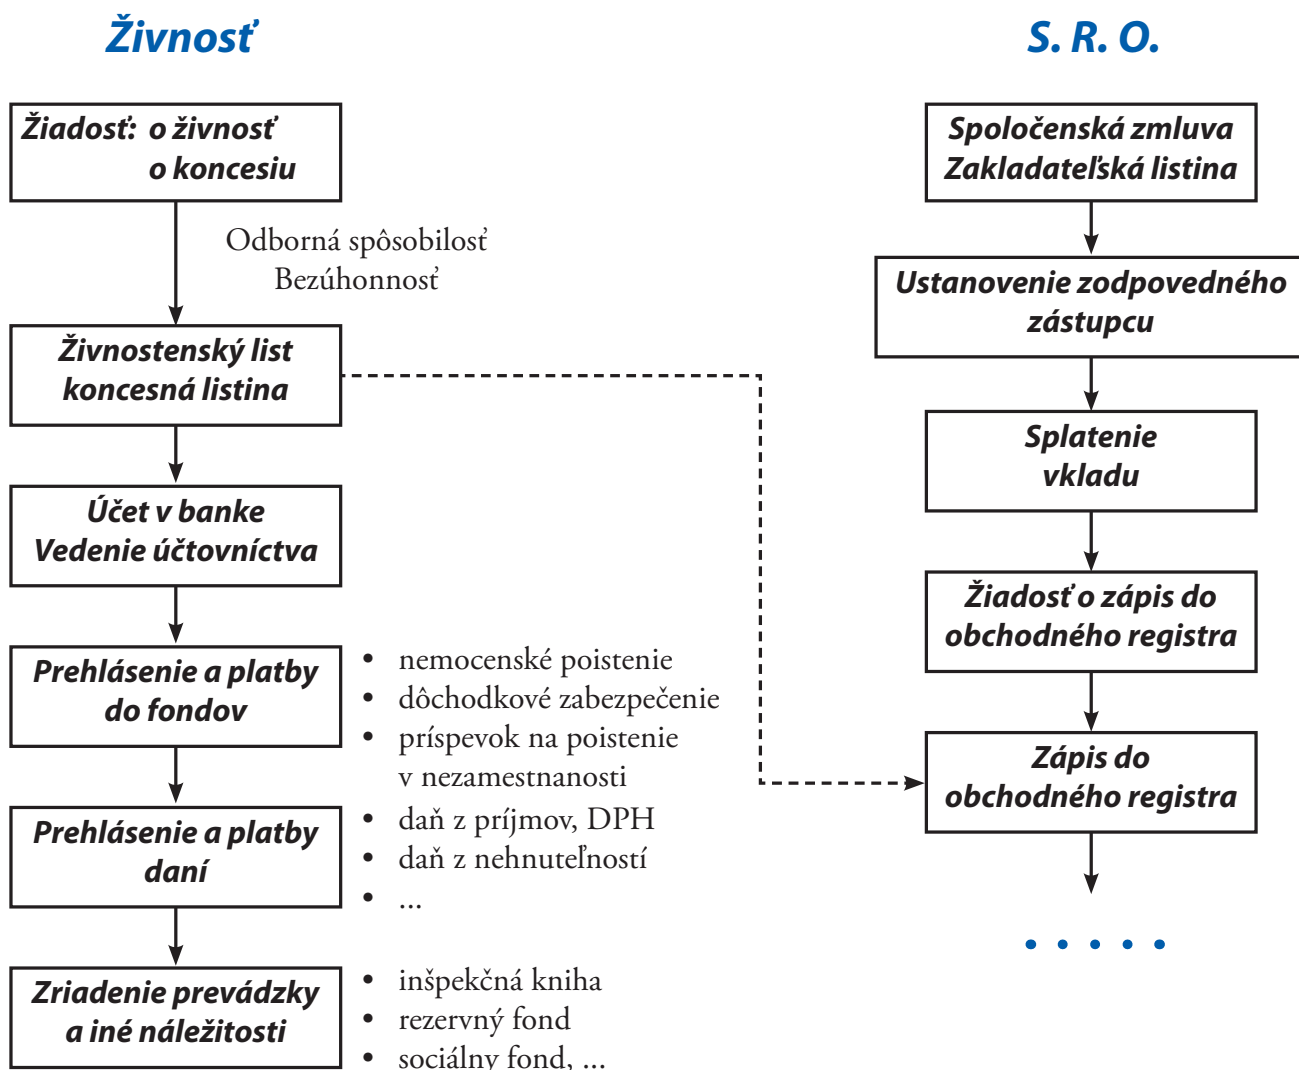 Živnosť
Žiadosť: o živnosť
o koncesiu
Odborná spôsobilosť
Bezúhonnosť
Živnostenský list
koncesná listina
Účet v banke
Vedenie účtovníctva
Prehlásenie a platby
do fondov
• nemocenské poistenie
• dôchodkové zabezpečenie
• príspevok na poistenie
v nezamestnanosti
Prehlásenie a platby
daní
• daň z príjmov, DPH
• daň z nehnuteľností
• ...
Zriadenie prevádzky
a iné náležitosti
• inšpekčná kniha
• rezervný fond
• sociálny fond, ...
S. R. O.
Spoločenská zmluva
Zakladateľská listina
Ustanovenie zodpovedného
zástupcu
Splatenie
vkladu
Žiadosť o zápis do
obchodného registra
Zápis do
obchodného registra
• • • • •